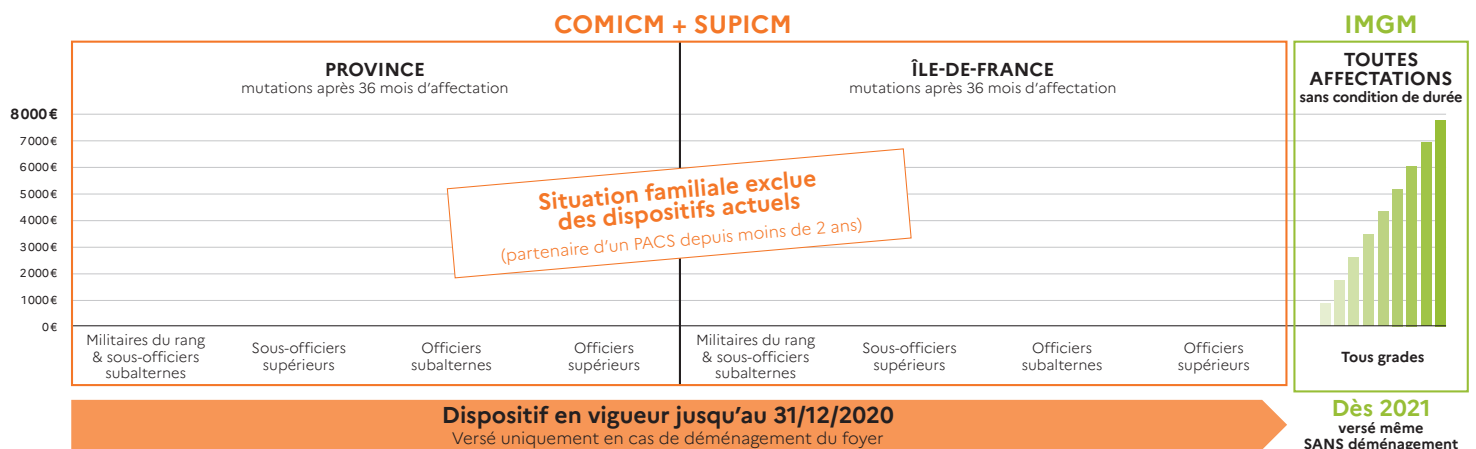 COMICM + SUPICM
IMGM
PROVINCE
mutations après 36 mois d'affectation
ÎLE-DE-FRANCE
mutations après 36 mois d'affectation
TOUTES
AFFECTATIONS
sans condition de durée
8000€
7000€
6000€
5000€
4000€
3000€
2000€
1000€
0€
Situation familiale exclue
des dispositifs actuels
(partenaire d'un PACS depuis moins de 2 ans)
Militaires du rang
& sous-officiers
subalternes
Sous-officiers
supérieurs
Officiers
subalternes
Officiers
supérieurs
Militaires du rang
& sous-officiers
subalternes
Sous-officiers
supérieurs
Officiers
subalternes
Officiers
supérieurs
Tous grades
Dispositif en vigueur jusqu'au 31/12/2020
Versé uniquement en cas de déménagement du foyer
Dès 2021
versé même
SANS déménagement